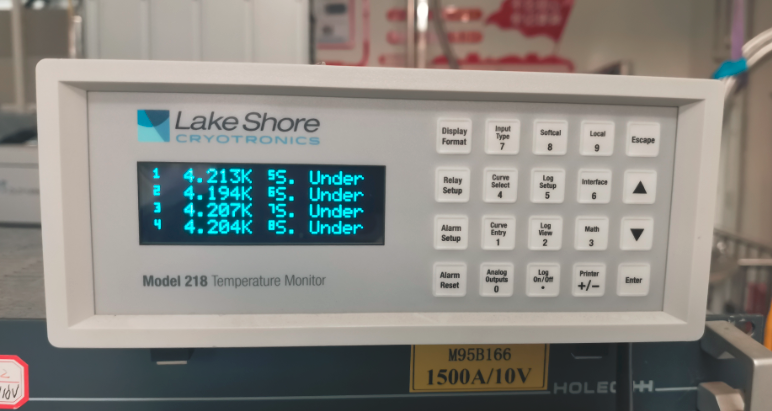 Lake Shore
CRYOTRONICS
1 4.213K 5S. Under
2 4.194K 6S. Under
3 4.207K 7S. Under
4 4.204K 8S. Under
Model 218 Temperature Monitor
Display Format
Input Type 7
Softcal 8
Local 9
Escape
Relay Setup
Curve Select 4
Log Setup 5
Interface 6
▲
Alarm Setup
Curve Entry 1
Log View 2
Math 3
▼
Alarm Reset
Analog Outputs 0
Log On/Off •
Printer +/−
Enter
M95B166
1500A/10V